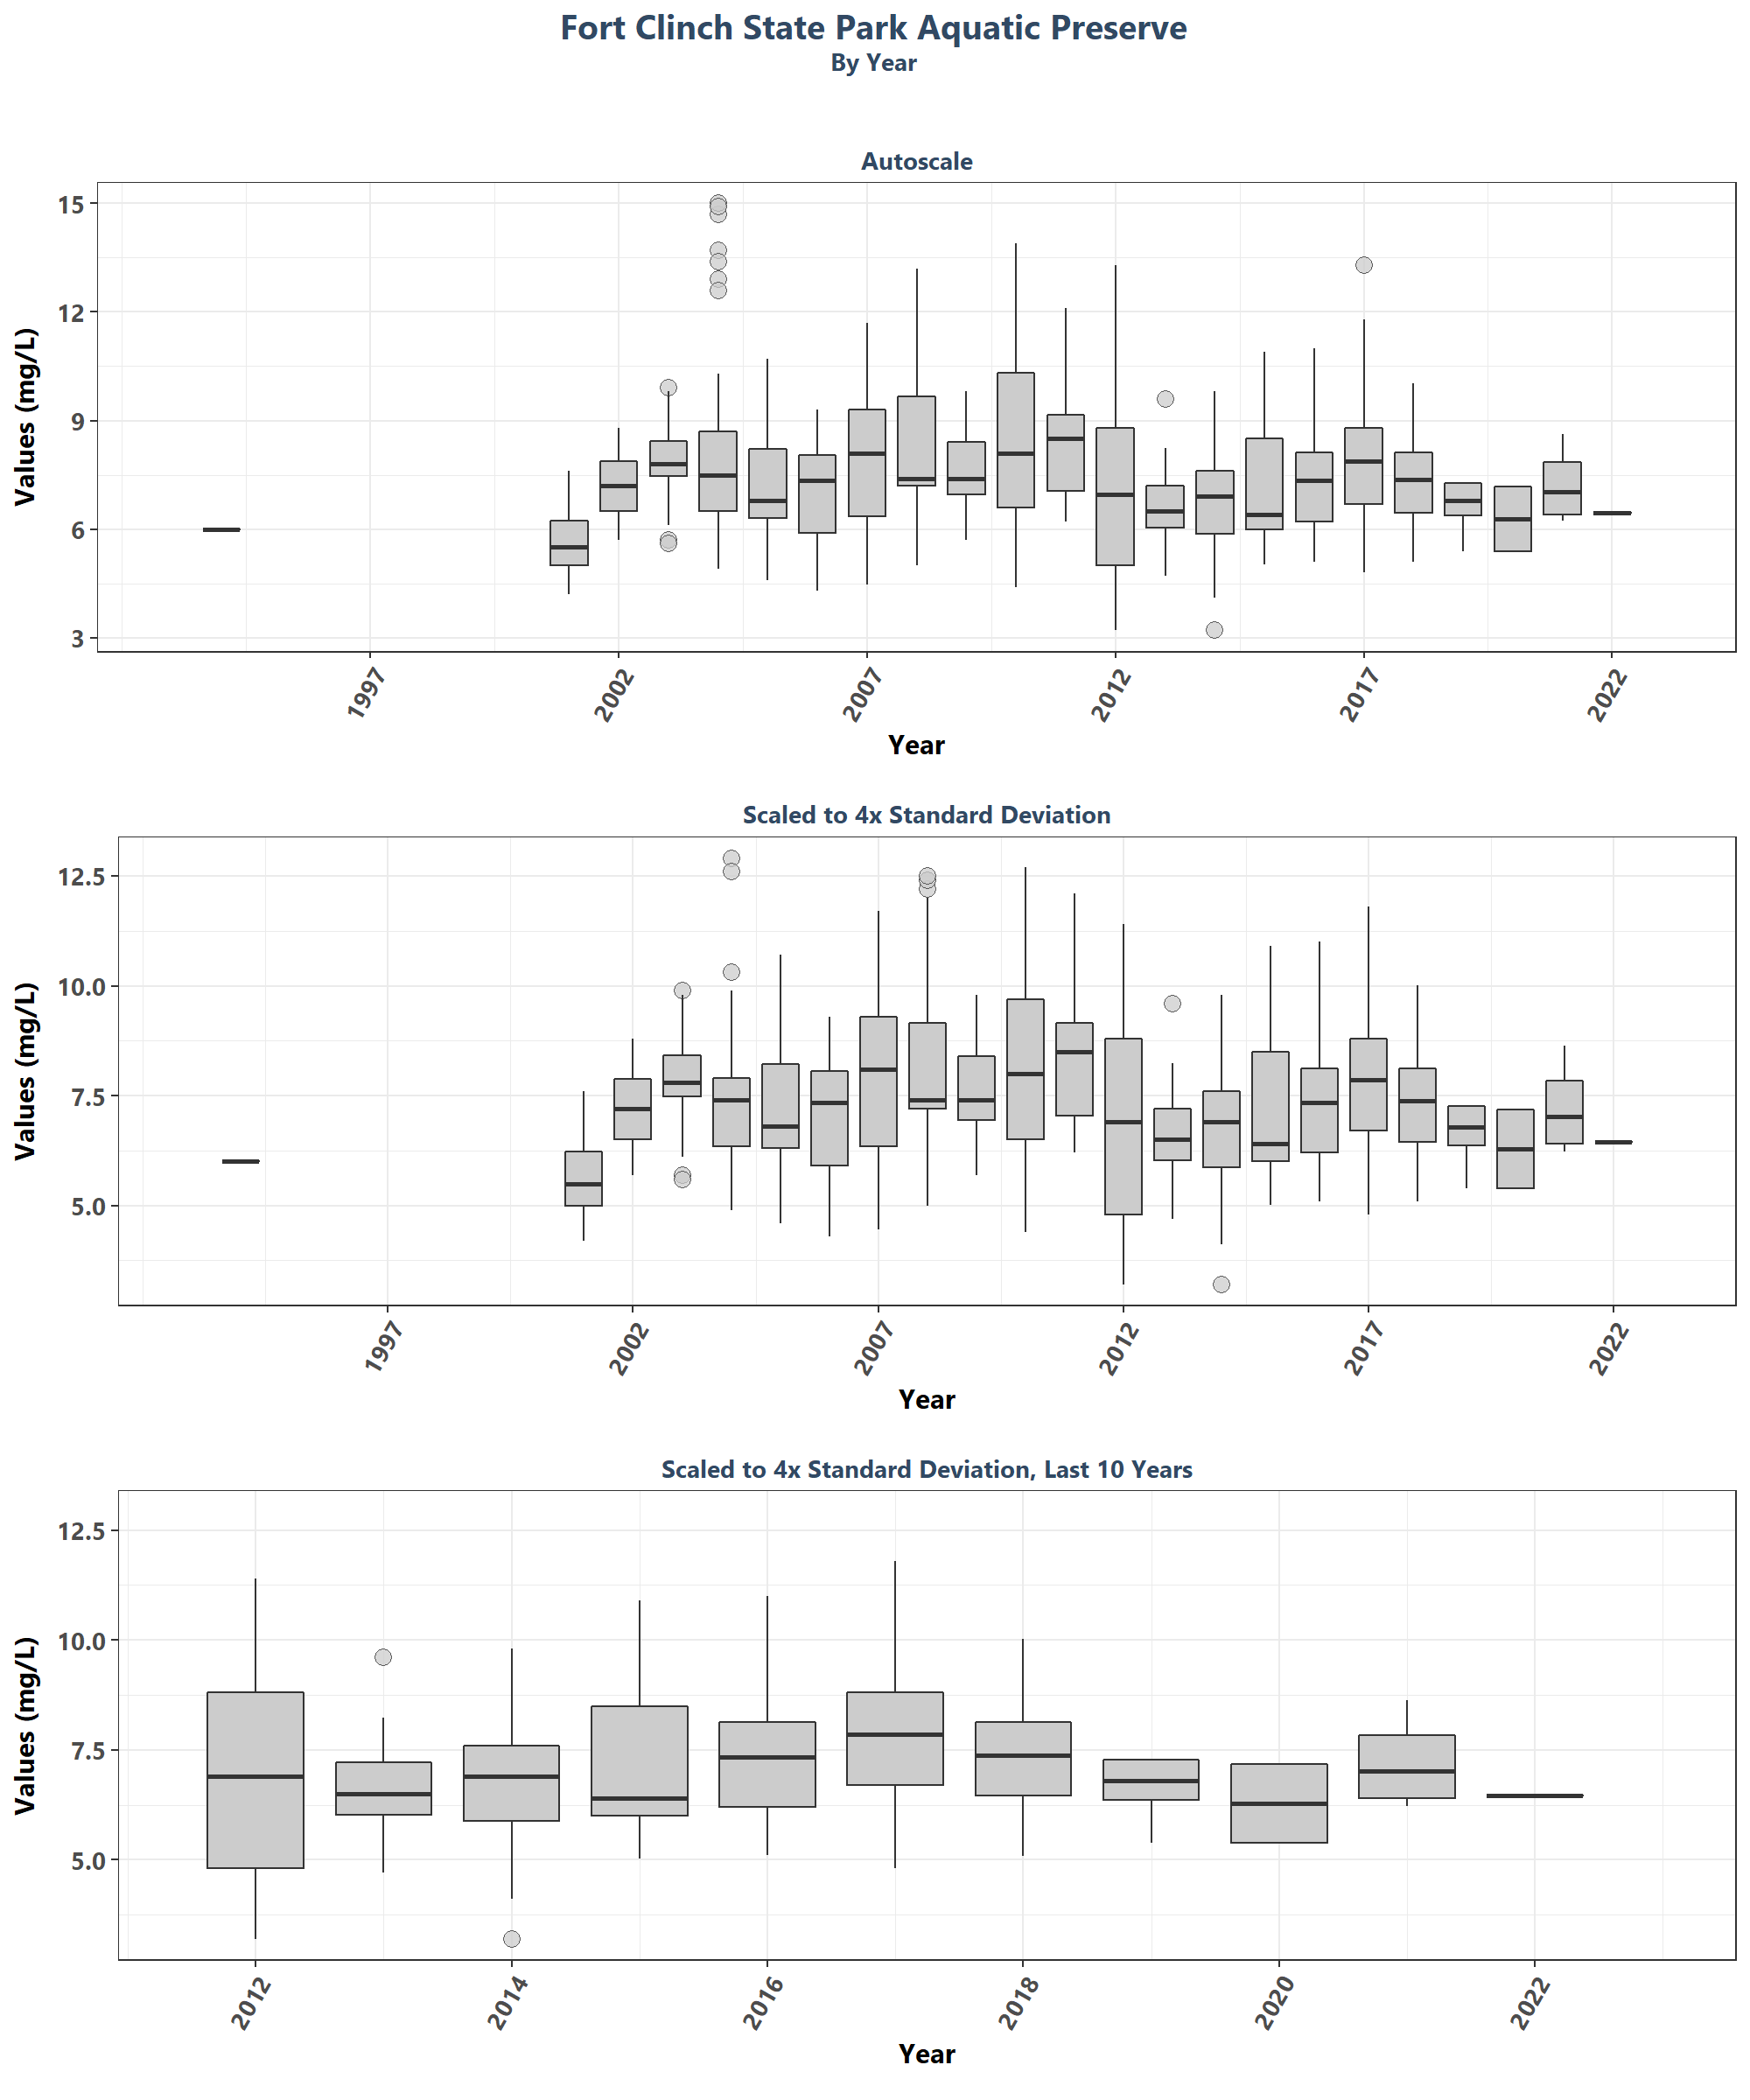 Fort Clinch State Park Aquatic Preserve
By Year
Autoscale
Values (mg/L)
15
12
9
6
3
1997
2002
2007
2012
2017
2022
Year
Scaled to 4x Standard Deviation
Values (mg/L)
12.5
10.0
7.5
5.0
1997
2002
2007
2012
2017
2022
Year
Scaled to 4x Standard Deviation, Last 10 Years
Values (mg/L)
12.5
10.0
7.5
5.0
2012
2014
2016
2018
2020
2022
Year